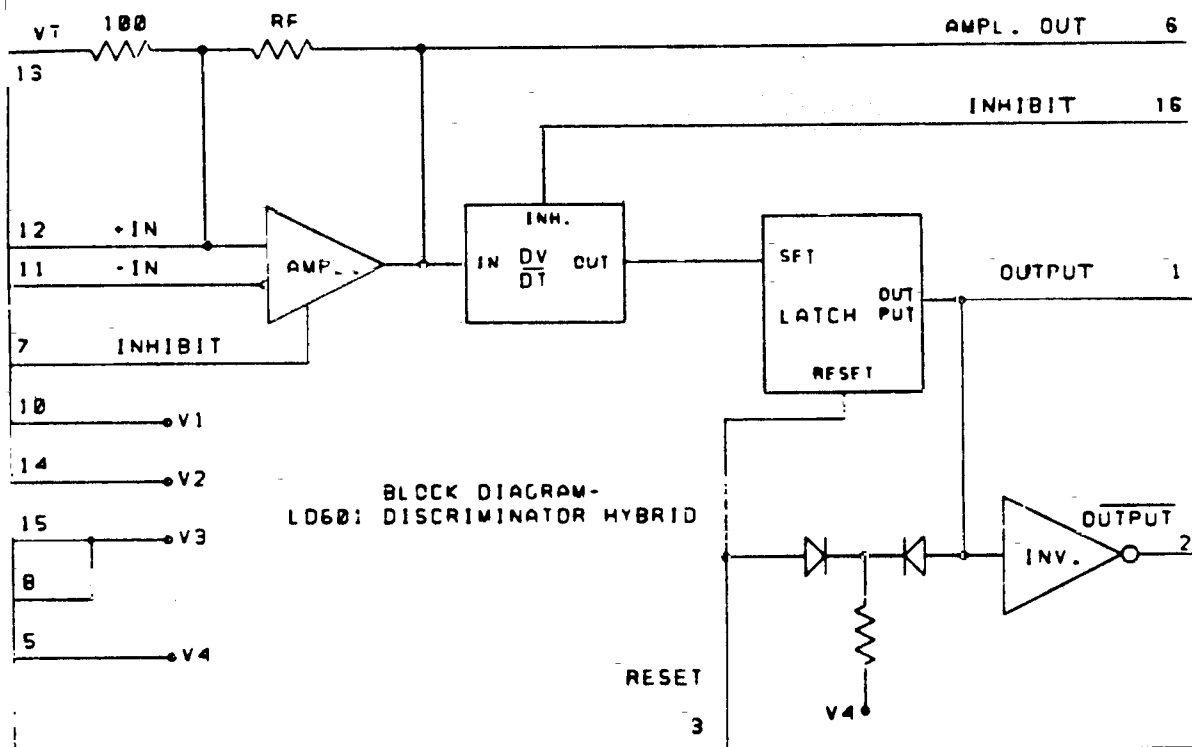 VT 100 RF AMPL. OUT 6
13
INHIBIT 16
12 +IN
INH.
11 -IN
IN DV/DT OUT
SET
OUTPUT 1
OUT
PUT
LATCH
7 INHIBIT
RESET
10 V1
14 V2
BLOCK DIAGRAM-
LD601 DISCRIMINATOR HYBRID
15 V3
OUTPUT
2
INV.
8
5 V4
RESET
3
V4